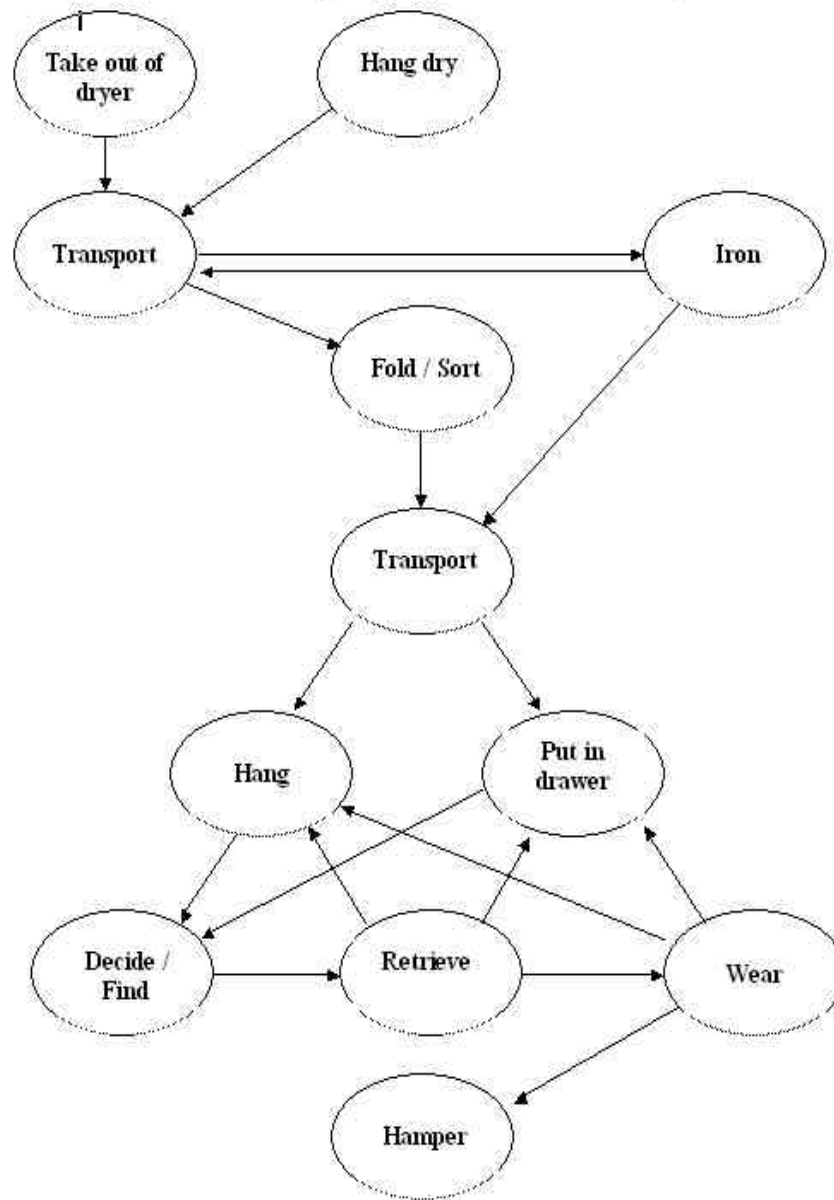 Take out of
dryer
Hang dry
Transport
Iron
Fold / Sort
Transport
Hang
Put in
drawer
Decide /
Find
Retrieve
Wear
Hamper